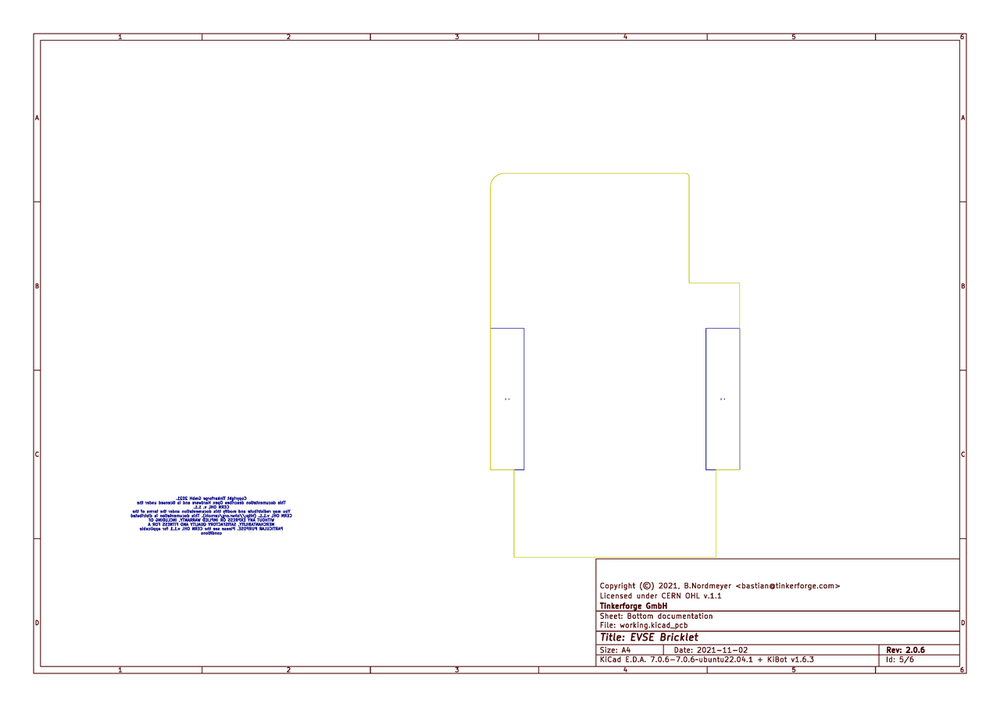 1 2 3 4 5 6
A A
B B
C C
Copyright Tinkerforge GmbH 2021.
This documentation describes Open Hardware and is licensed under the
CERN OHL v. 1.1.
You may redistribute and modify this documentation under the terms of the
CERN OHL v.1.1. (http://ohwr.org/cernohl). This documentation is distributed
WITHOUT ANY EXPRESS OR IMPLIED WARRANTY, INCLUDING OF
MERCHANTABILITY, SATISFACTORY QUALITY AND FITNESS FOR A
PARTICULAR PURPOSE. Please see the CERN OHL v.1.1 for applicable
conditions
Copyright (©) 2021, B.Nordmeyer <bastian@tinkerforge.com>
Licensed under CERN OHL v.1.1
Tinkerforge GmbH
Sheet: Bottom documentation
File: working.kicad_pcb
D D
Title: EVSE Bricklet
Size: A4 Date: 2021-11-02 Rev: 2.0.6
KiCad E.D.A. 7.0.6-7.0.6~ubuntu22.04.1 + KiBot v1.6.3 Id: 5/6
1 2 3 4 5 6